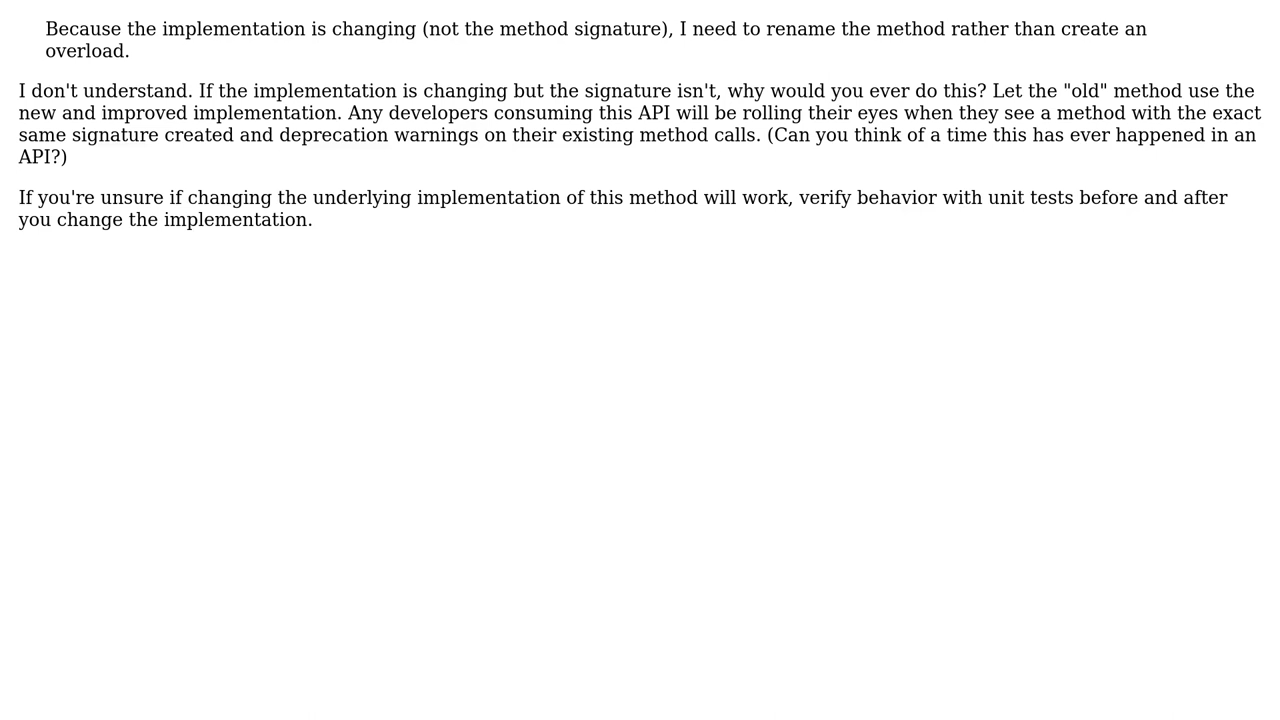 Because the implementation is changing (not the method signature), I need to rename the method rather than create an
overload.
I don't understand. If the implementation is changing but the signature isn't, why would you ever do this? Let the "old" method use the
new and improved implementation. Any developers consuming this API will be rolling their eyes when they see a method with the exact
same signature created and deprecation warnings on their existing method calls. (Can you think of a time this has ever happened in an
API?)
If you're unsure if changing the underlying implementation of this method will work, verify behavior with unit tests before and after
you change the implementation.